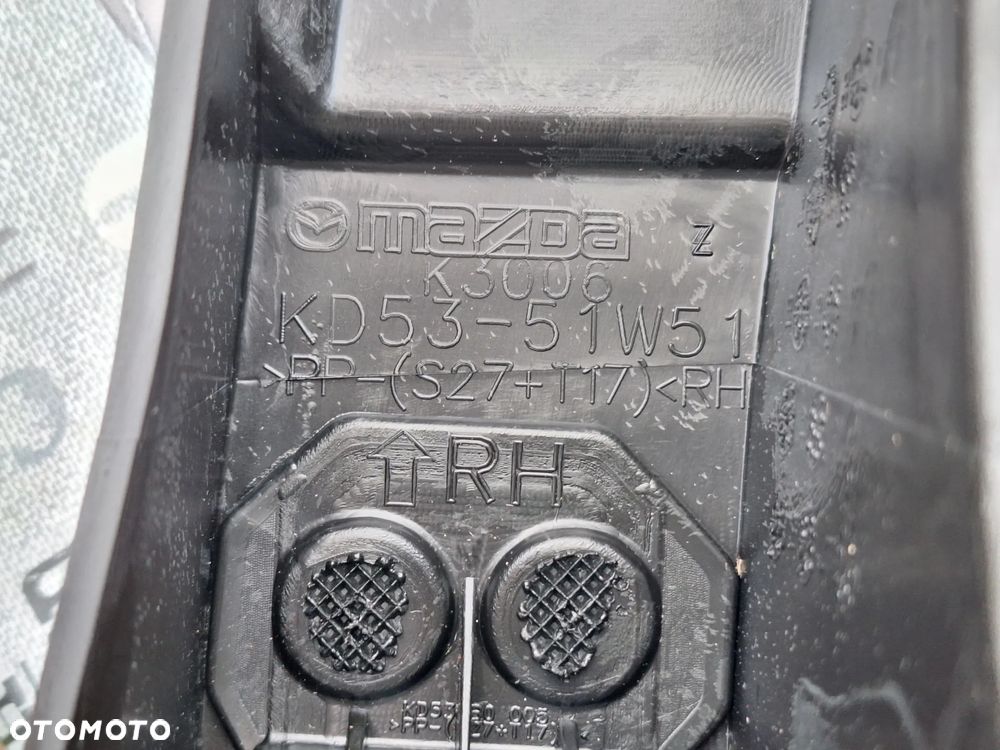 mazda Z
K3006
KD53-51W51
>PP-(S27+T17)< RH
RH
OTOMOTO